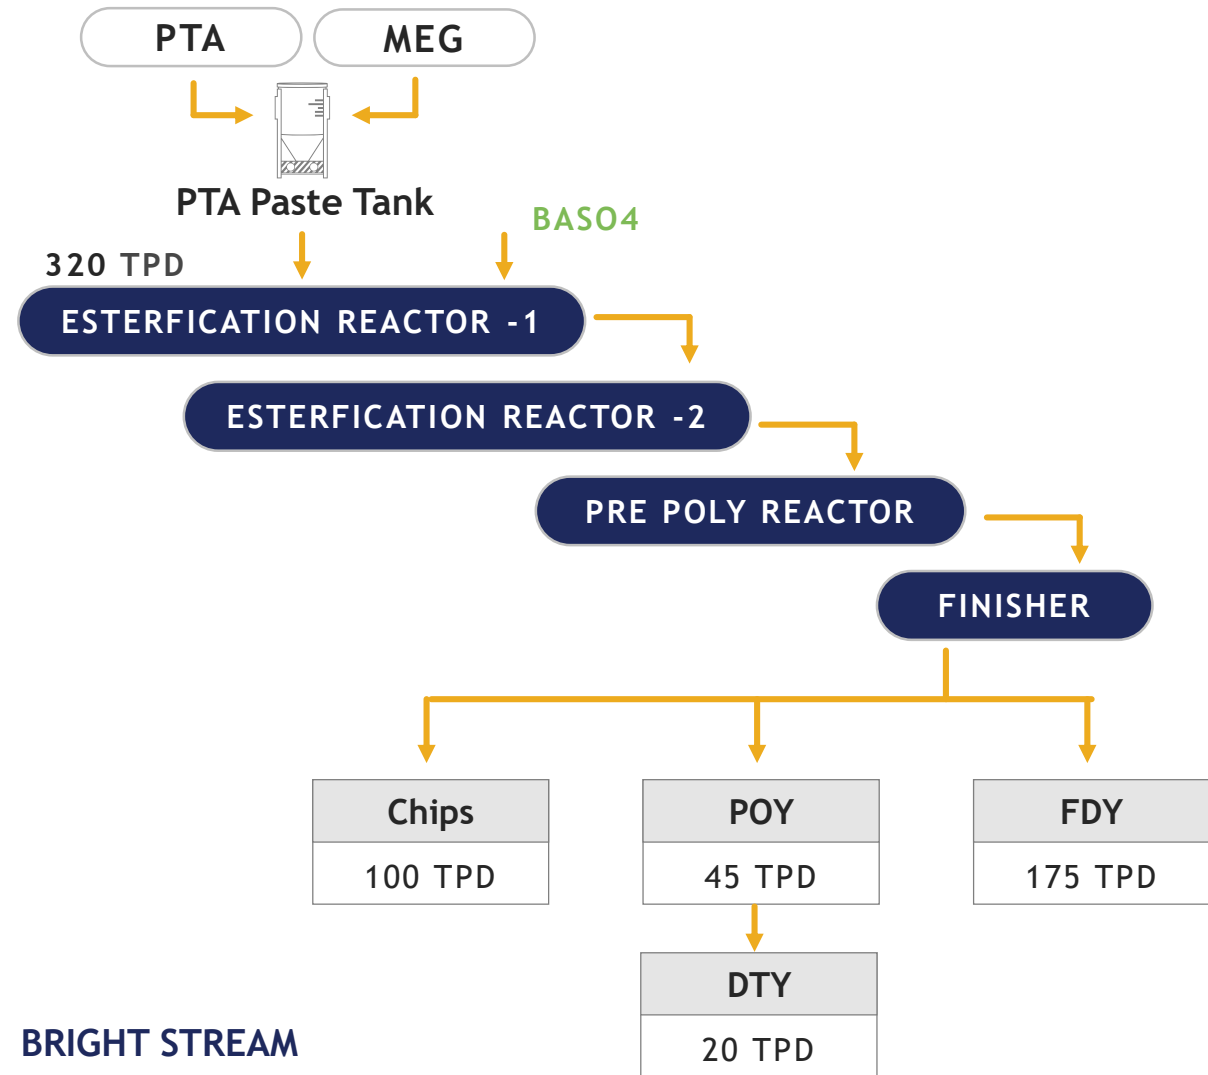 PTA
MEG
PTA Paste Tank
BASO4
320 TPD
ESTERFICATION REACTOR -1
ESTERFICATION REACTOR -2
PRE POLY REACTOR
FINISHER
Chips
POY
FDY
100 TPD
45 TPD
175 TPD
DTY
20 TPD
BRIGHT STREAM